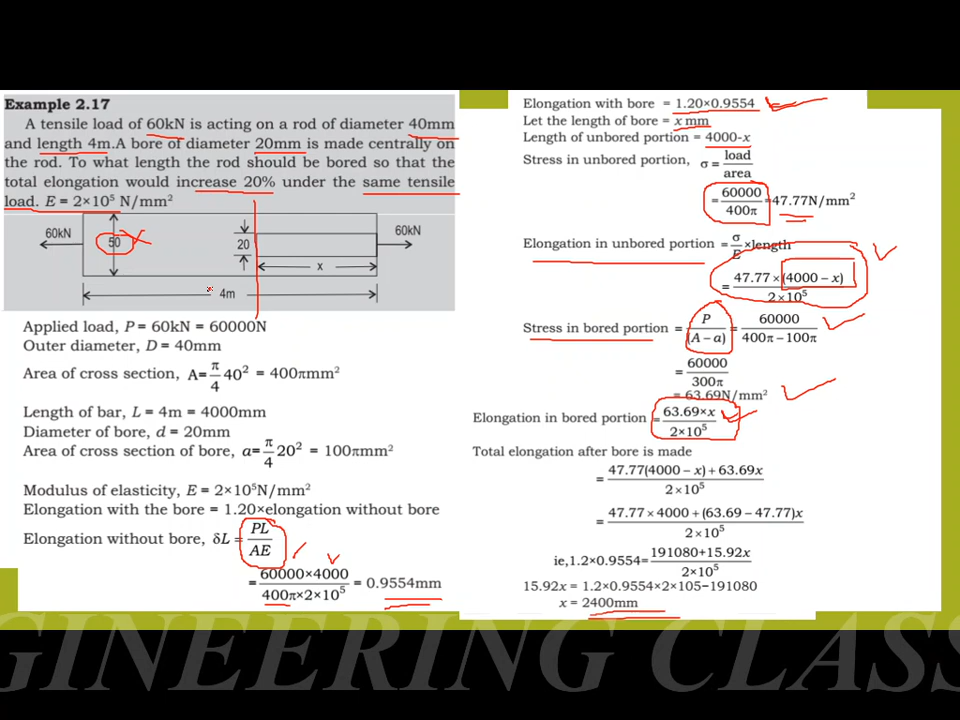 Example 2.17
A tensile load of 60kN is acting on a rod of diameter 40mm
and length 4m.A bore of diameter 20mm is made centrally on
the rod. To what length the rod should be bored so that the
total elongation would increase 20% under the same tensile
load. E = 2×10⁵ N/mm²
60kN
50
20
60kN
x
4m
Applied load, P = 60kN = 60000N
Outer diameter, D = 40mm
Area of cross section, A= π/4 40² = 400πmm²
Length of bar, L = 4m = 4000mm
Diameter of bore, d = 20mm
Area of cross section of bore, a= π/4 20² = 100πmm²
Modulus of elasticity, E = 2×10⁵N/mm²
Elongation with the bore = 1.20×elongation without bore
Elongation without bore, δL = PL/AE
= 60000×4000/400π×2×10⁵ = 0.9554mm
Elongation with bore = 1.20×0.9554
Let the length of bore = x mm
Length of unbored portion = 4000-x
Stress in unbored portion, σ = load/area
= 60000/400π =47.77N/mm²
Elongation in unbored portion = σ/E ×length
= 47.77×(4000−x)/2×10⁵
Stress in bored portion = P/(A−a) = 60000/400π−100π
= 60000/300π
= 63.69N/mm²
Elongation in bored portion = 63.69×x/2×10⁵
Total elongation after bore is made
= 47.77(4000−x)+63.69x/2×10⁵
= 47.77×4000+(63.69−47.77)x/2×10⁵
ie,1.2×0.9554= 191080+15.92x/2×10⁵
15.92x = 1.2×0.9554×2×105−191080
x = 2400mm
GINEERING CLASS